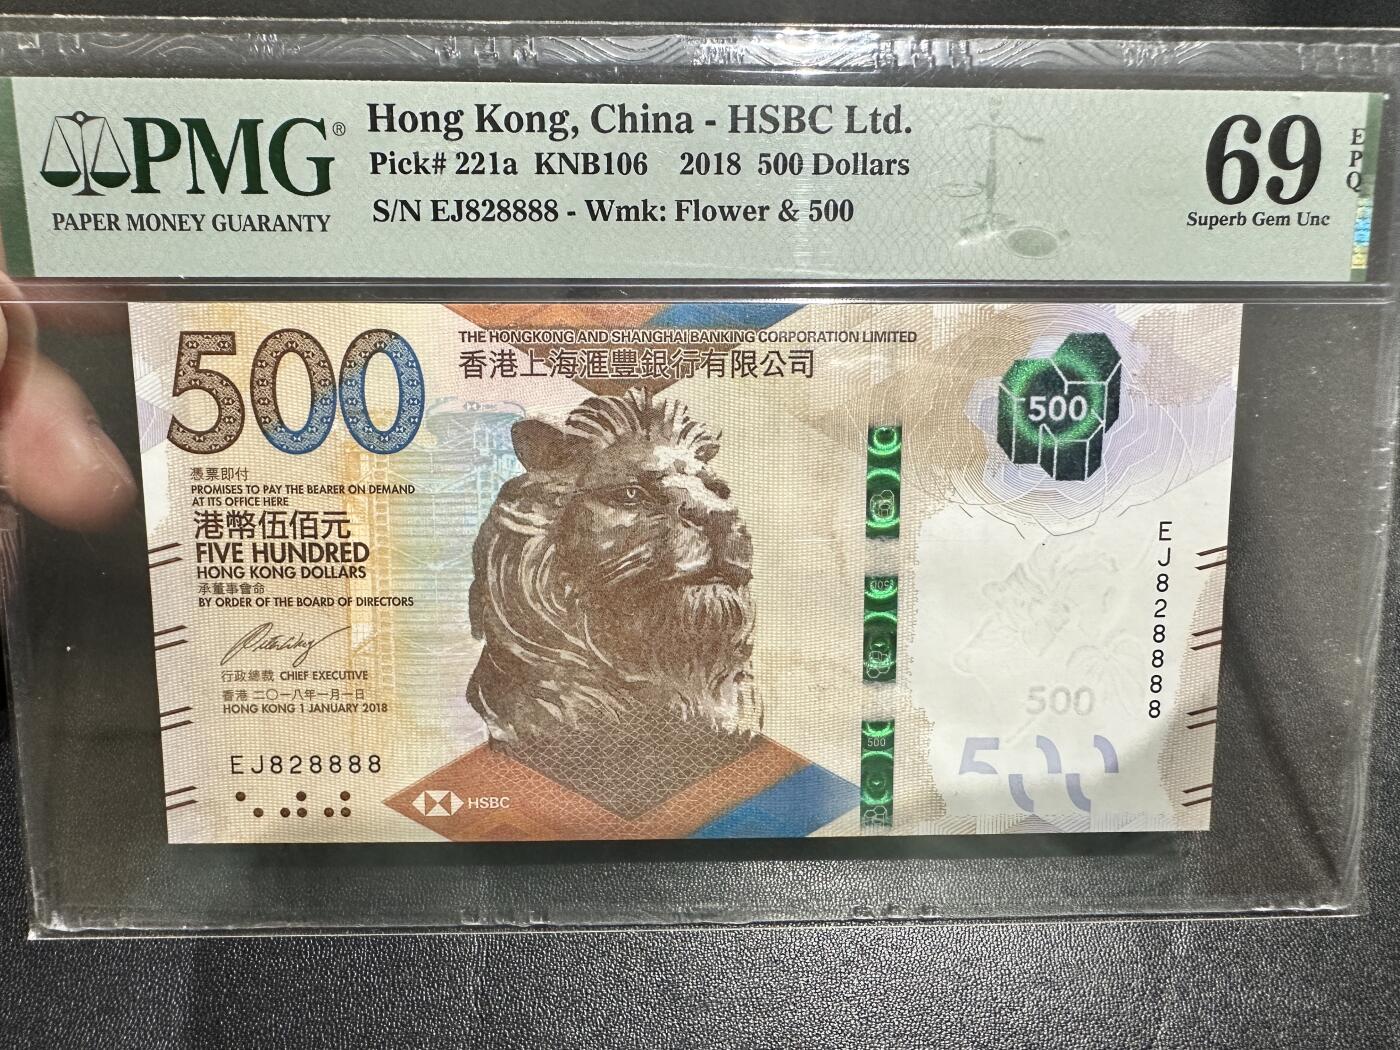 PMG®
PAPER MONEY GUARANTY
Hong Kong, China - HSBC Ltd.
Pick# 221a KNB106 2018 500 Dollars
S/N EJ828888 - Wmk: Flower & 500
69
Superb Gem Unc
EPQ
500
THE HONGKONG AND SHANGHAI BANKING CORPORATION LIMITED
香港上海滙豐銀行有限公司
500
憑票即付
PROMISES TO PAY THE BEARER ON DEMAND
AT ITS OFFICE HERE
港幣伍佰元
FIVE HUNDRED
HONG KONG DOLLARS
承董事會命
BY ORDER OF THE BOARD OF DIRECTORS
行政總裁 CHIEF EXECUTIVE
香港 二〇一八年一月一日
HONG KONG 1 JANUARY 2018
EJ828888
HSBC
500
EJ828888
500
500